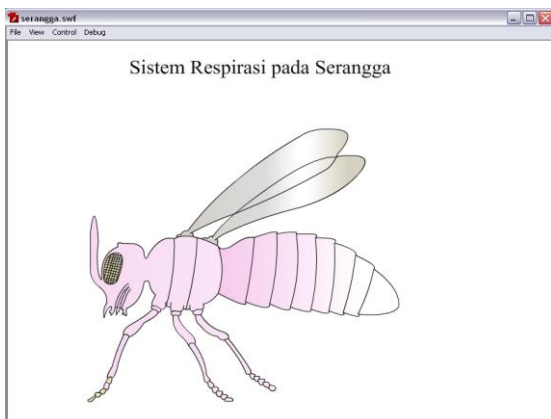 serangga.swf
File View Control Debug
Sistem Respirasi pada Serangga